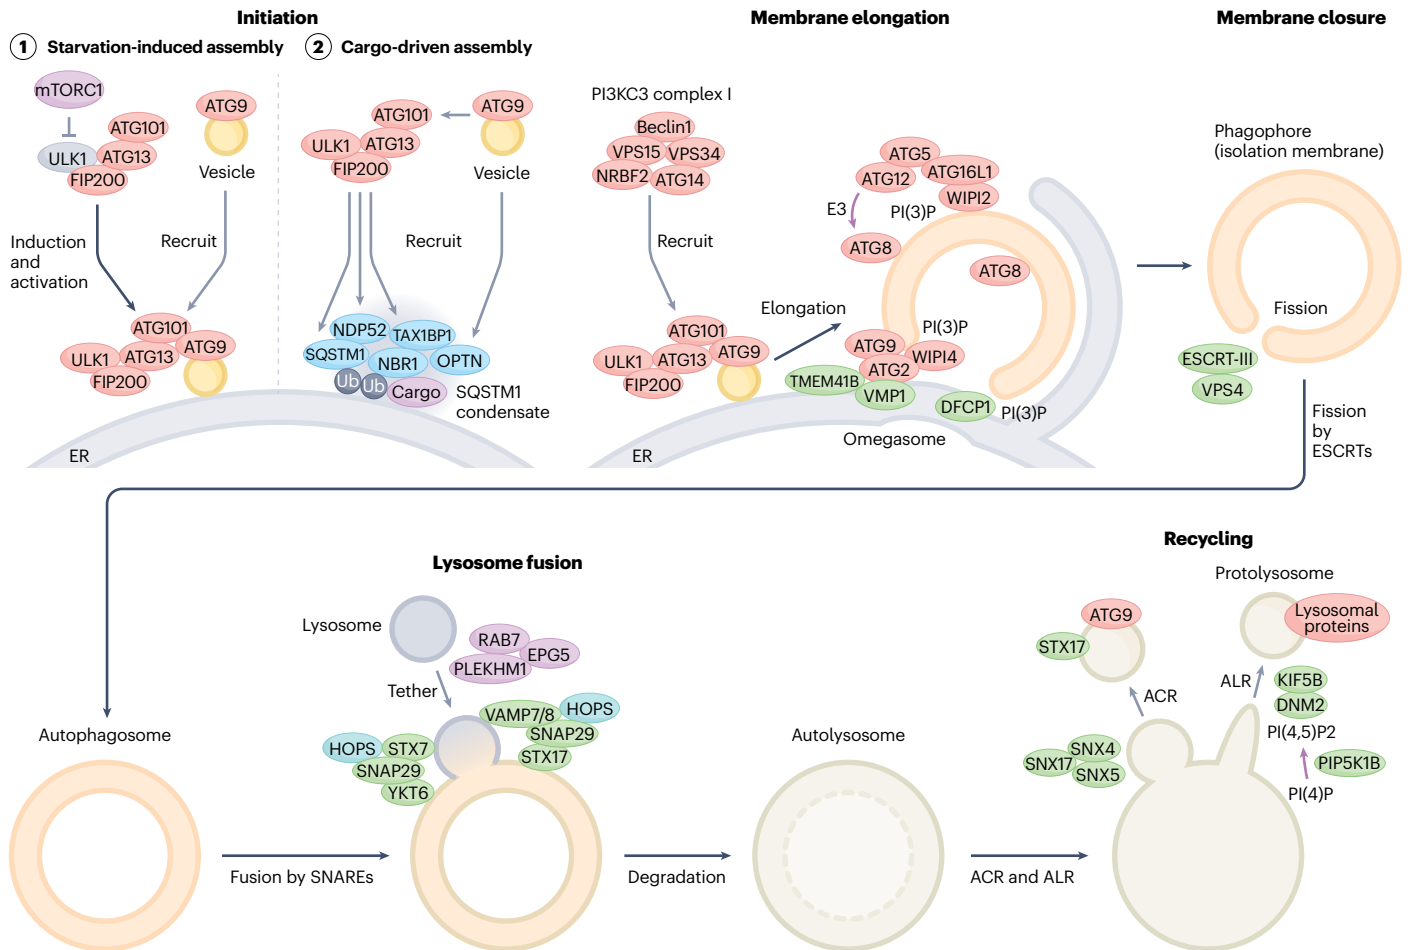 Initiation
1 Starvation-induced assembly
mTORC1
ULK1
ATG101
ATG13
FIP200
ATG9
Vesicle
Induction
and
activation
Recruit
ATG101
ULK1
ATG13
ATG9
FIP200
ER
2 Cargo-driven assembly
ATG101
ATG9
ULK1
ATG13
FIP200
Vesicle
Recruit
NDP52
TAX1BP1
SQSTM1
NBR1
OPTN
Ub
Ub
Cargo
SQSTM1
condensate
Membrane elongation
PI3KC3 complex I
Beclin1
VPS15
VPS34
NRBF2
ATG14
Recruit
ATG101
ULK1
ATG13
ATG9
FIP200
ER
Elongation
ATG5
ATG12
ATG16L1
WIPI2
E3
PI(3)P
ATG8
ATG8
PI(3)P
ATG9
WIPI4
ATG2
TMEM41B
VMP1
DFCP1
PI(3)P
Omegasome
Membrane closure
Phagophore
(isolation membrane)
Fission
ESCRT-III
VPS4
Fission
by
ESCRTs
Autophagosome
Fusion by SNAREs
Lysosome fusion
Lysosome
RAB7
EPG5
PLEKHM1
Tether
VAMP7/8
HOPS
SNAP29
STX17
HOPS
STX7
SNAP29
YKT6
Degradation
Autolysosome
ACR and ALR
Recycling
Protolysosome
ATG9
STX17
Lysosomal
proteins
ACR
ALR
KIF5B
DNM2
PI(4,5)P2
PIP5K1B
PI(4)P
SNX4
SNX17
SNX5